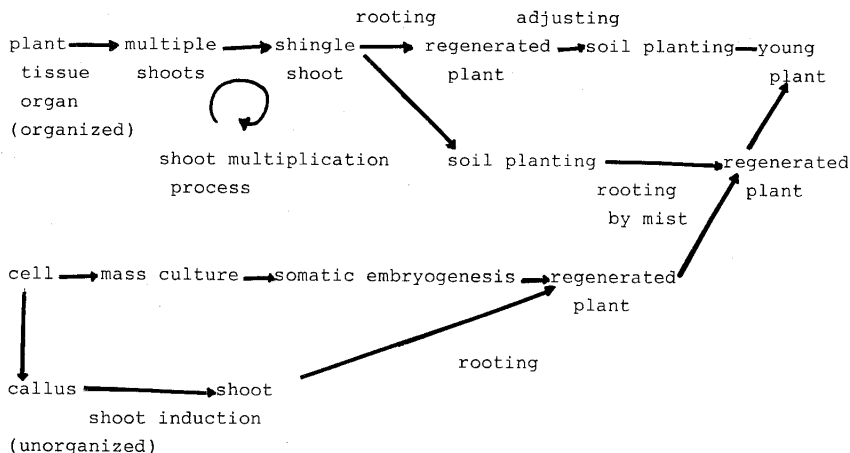 rooting adjusting
plant multiple shingle regenerated soil planting young
tissue shoots shoot plant plant
organ
(organized)
shoot multiplication soil planting regenerated
process rooting plant
by mist
cell mass culture somatic embryogenesis regenerated
plant
rooting
callus shoot
shoot induction
(unorganized)